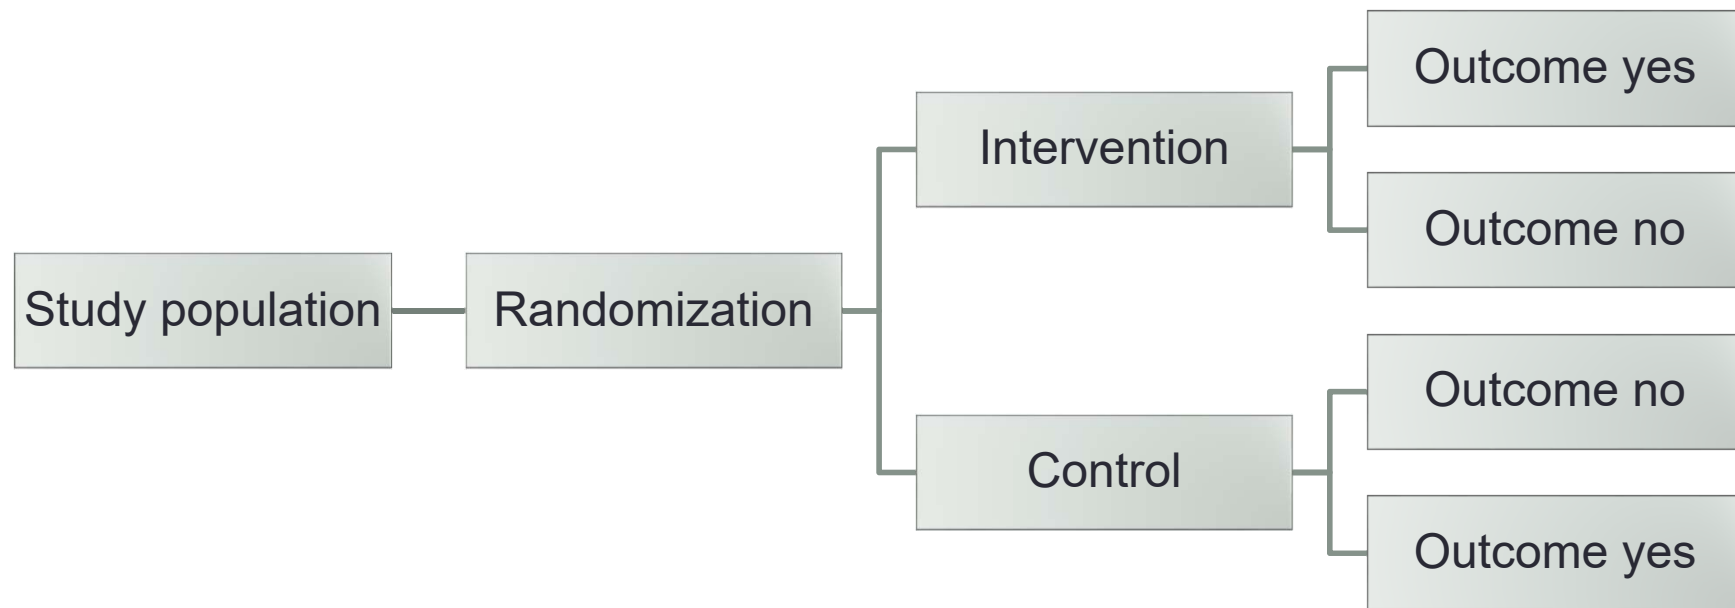 Study population
Randomization
Intervention
Control
Outcome yes
Outcome no
Outcome no
Outcome yes